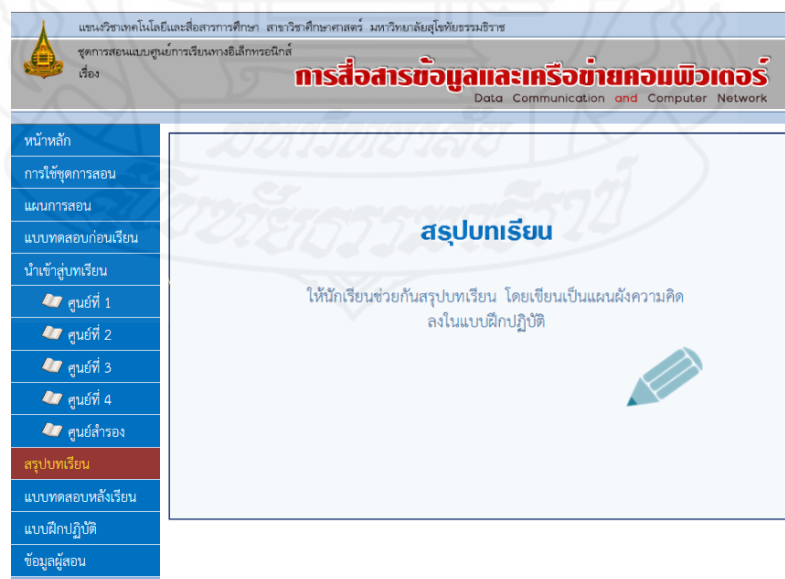 แขนงวิชาเทคโนโลยีและสื่อสารการศึกษา สาขาวิชาศึกษาศาสตร์ มหาวิทยาลัยสุโขทัยธรรมาธิราช
ชุดการสอนแบบศูนย์การเรียนทางอิเล็กทรอนิกส์
เรื่อง
การสื่อสารข้อมูลและเครือข่ายคอมพิวเตอร์
Data Communication and Computer Network
หน้าหลัก
การใช้ชุดการสอน
แผนการสอน
แบบทดสอบก่อนเรียน
นำเข้าสู่บทเรียน
ศูนย์ที่ 1
ศูนย์ที่ 2
ศูนย์ที่ 3
ศูนย์ที่ 4
ศูนย์สำรอง
สรุปบทเรียน
แบบทดสอบหลังเรียน
แบบฝึกปฏิบัติ
ข้อมูลผู้สอน
สรุปบทเรียน
ให้นักเรียนช่วยกันสรุปบทเรียน โดยเขียนเป็นแผนผังความคิด
ลงในแบบฝึกปฏิบัติ